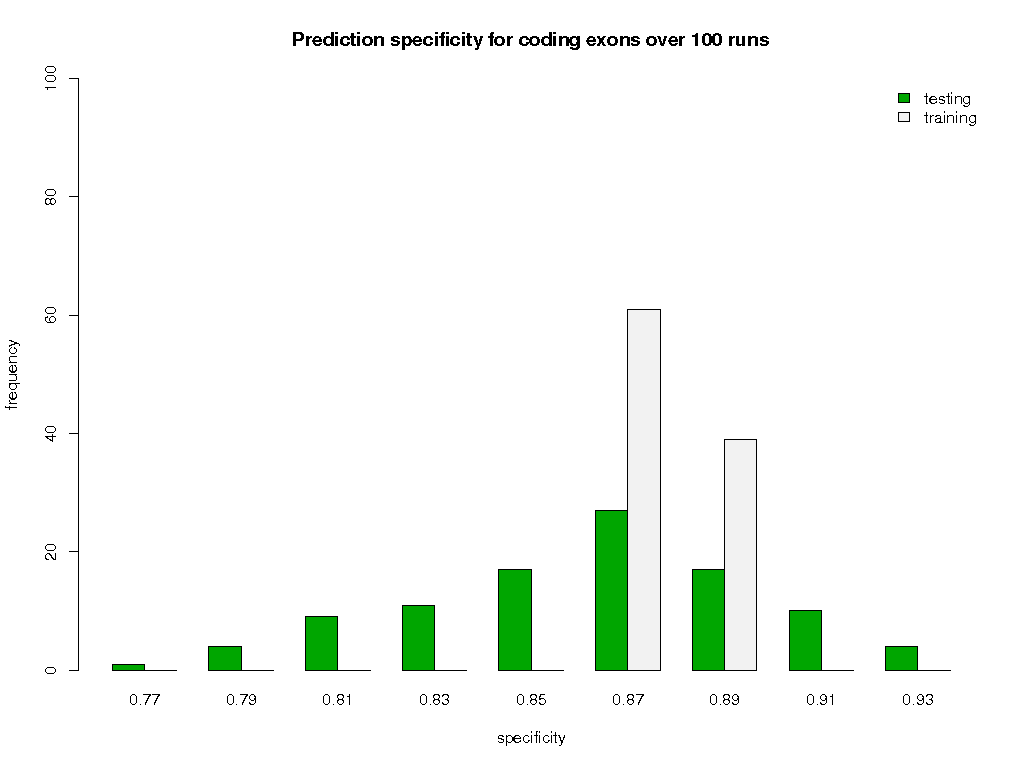 Prediction specificity for coding exons over 100 runs
testing
training
100
80
60
40
20
0
frequency
0.77 0.79 0.81 0.83 0.85 0.87 0.89 0.91 0.93
specificity